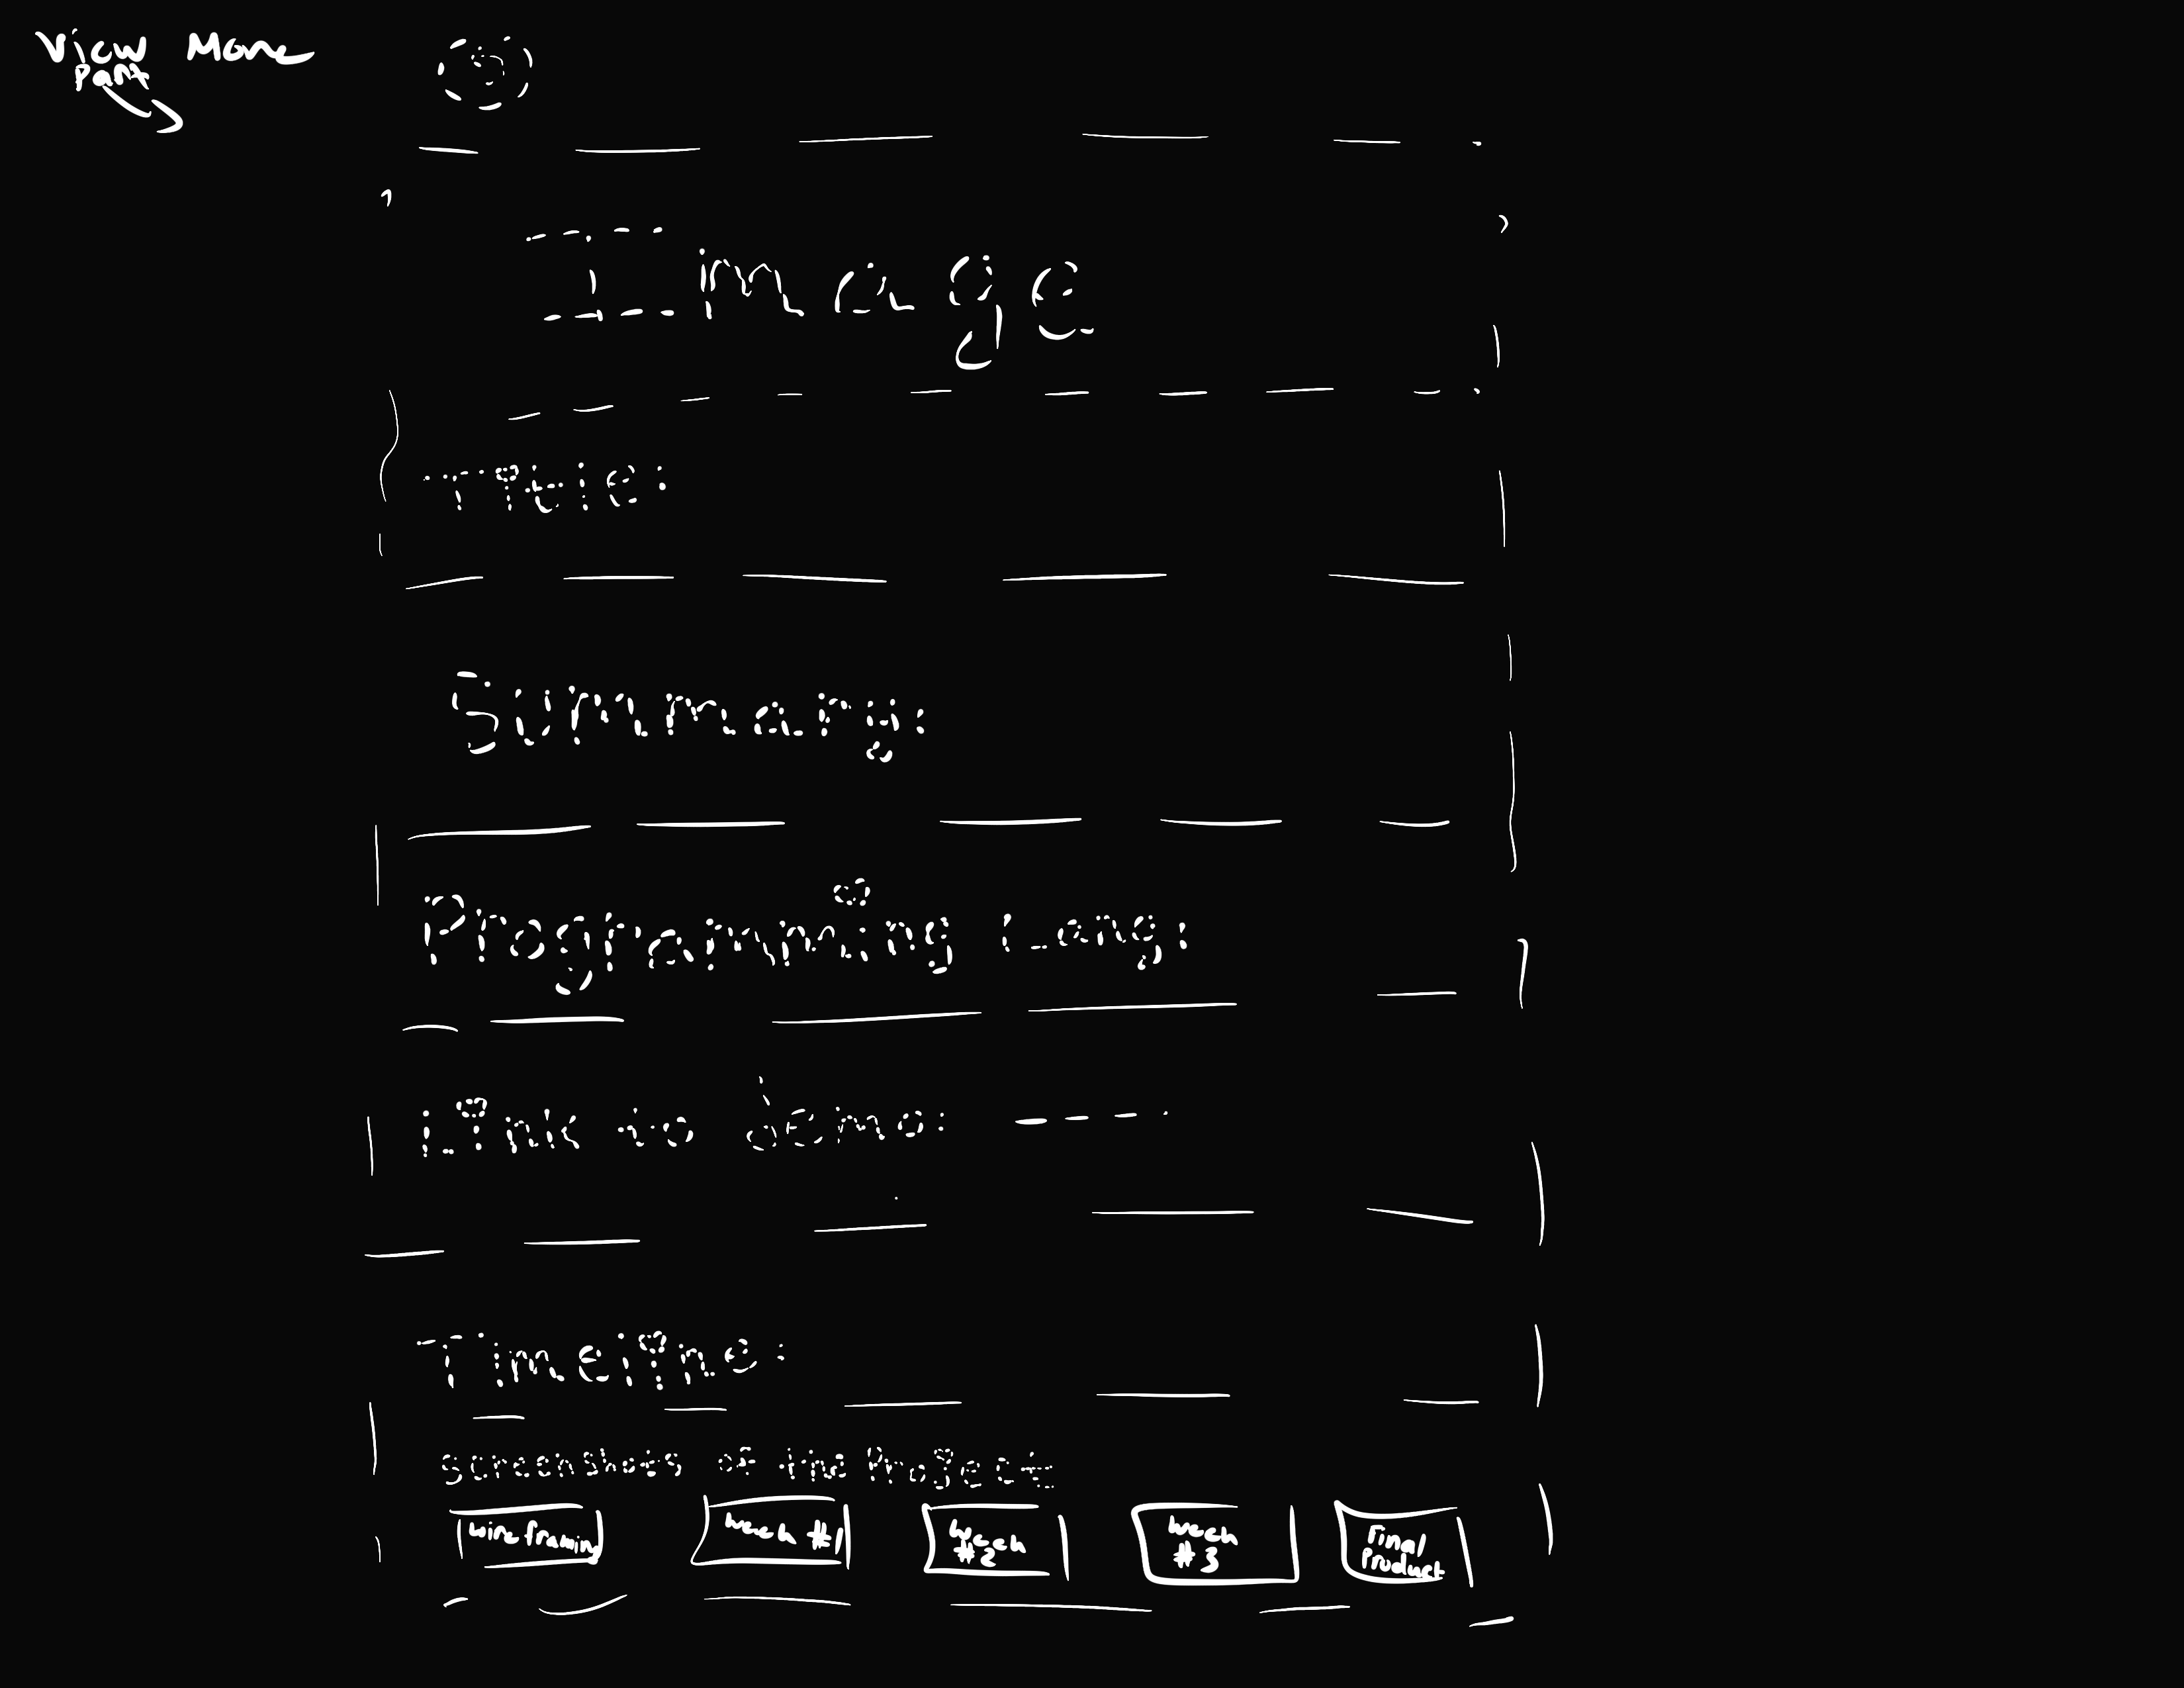 View More
Part
Image
Title:
Summary:
Programming Lang:
Link to demo:
Timeline:
screenshots of the Project:
wire framing
week #1
week
#2
week
#3
Final
Product